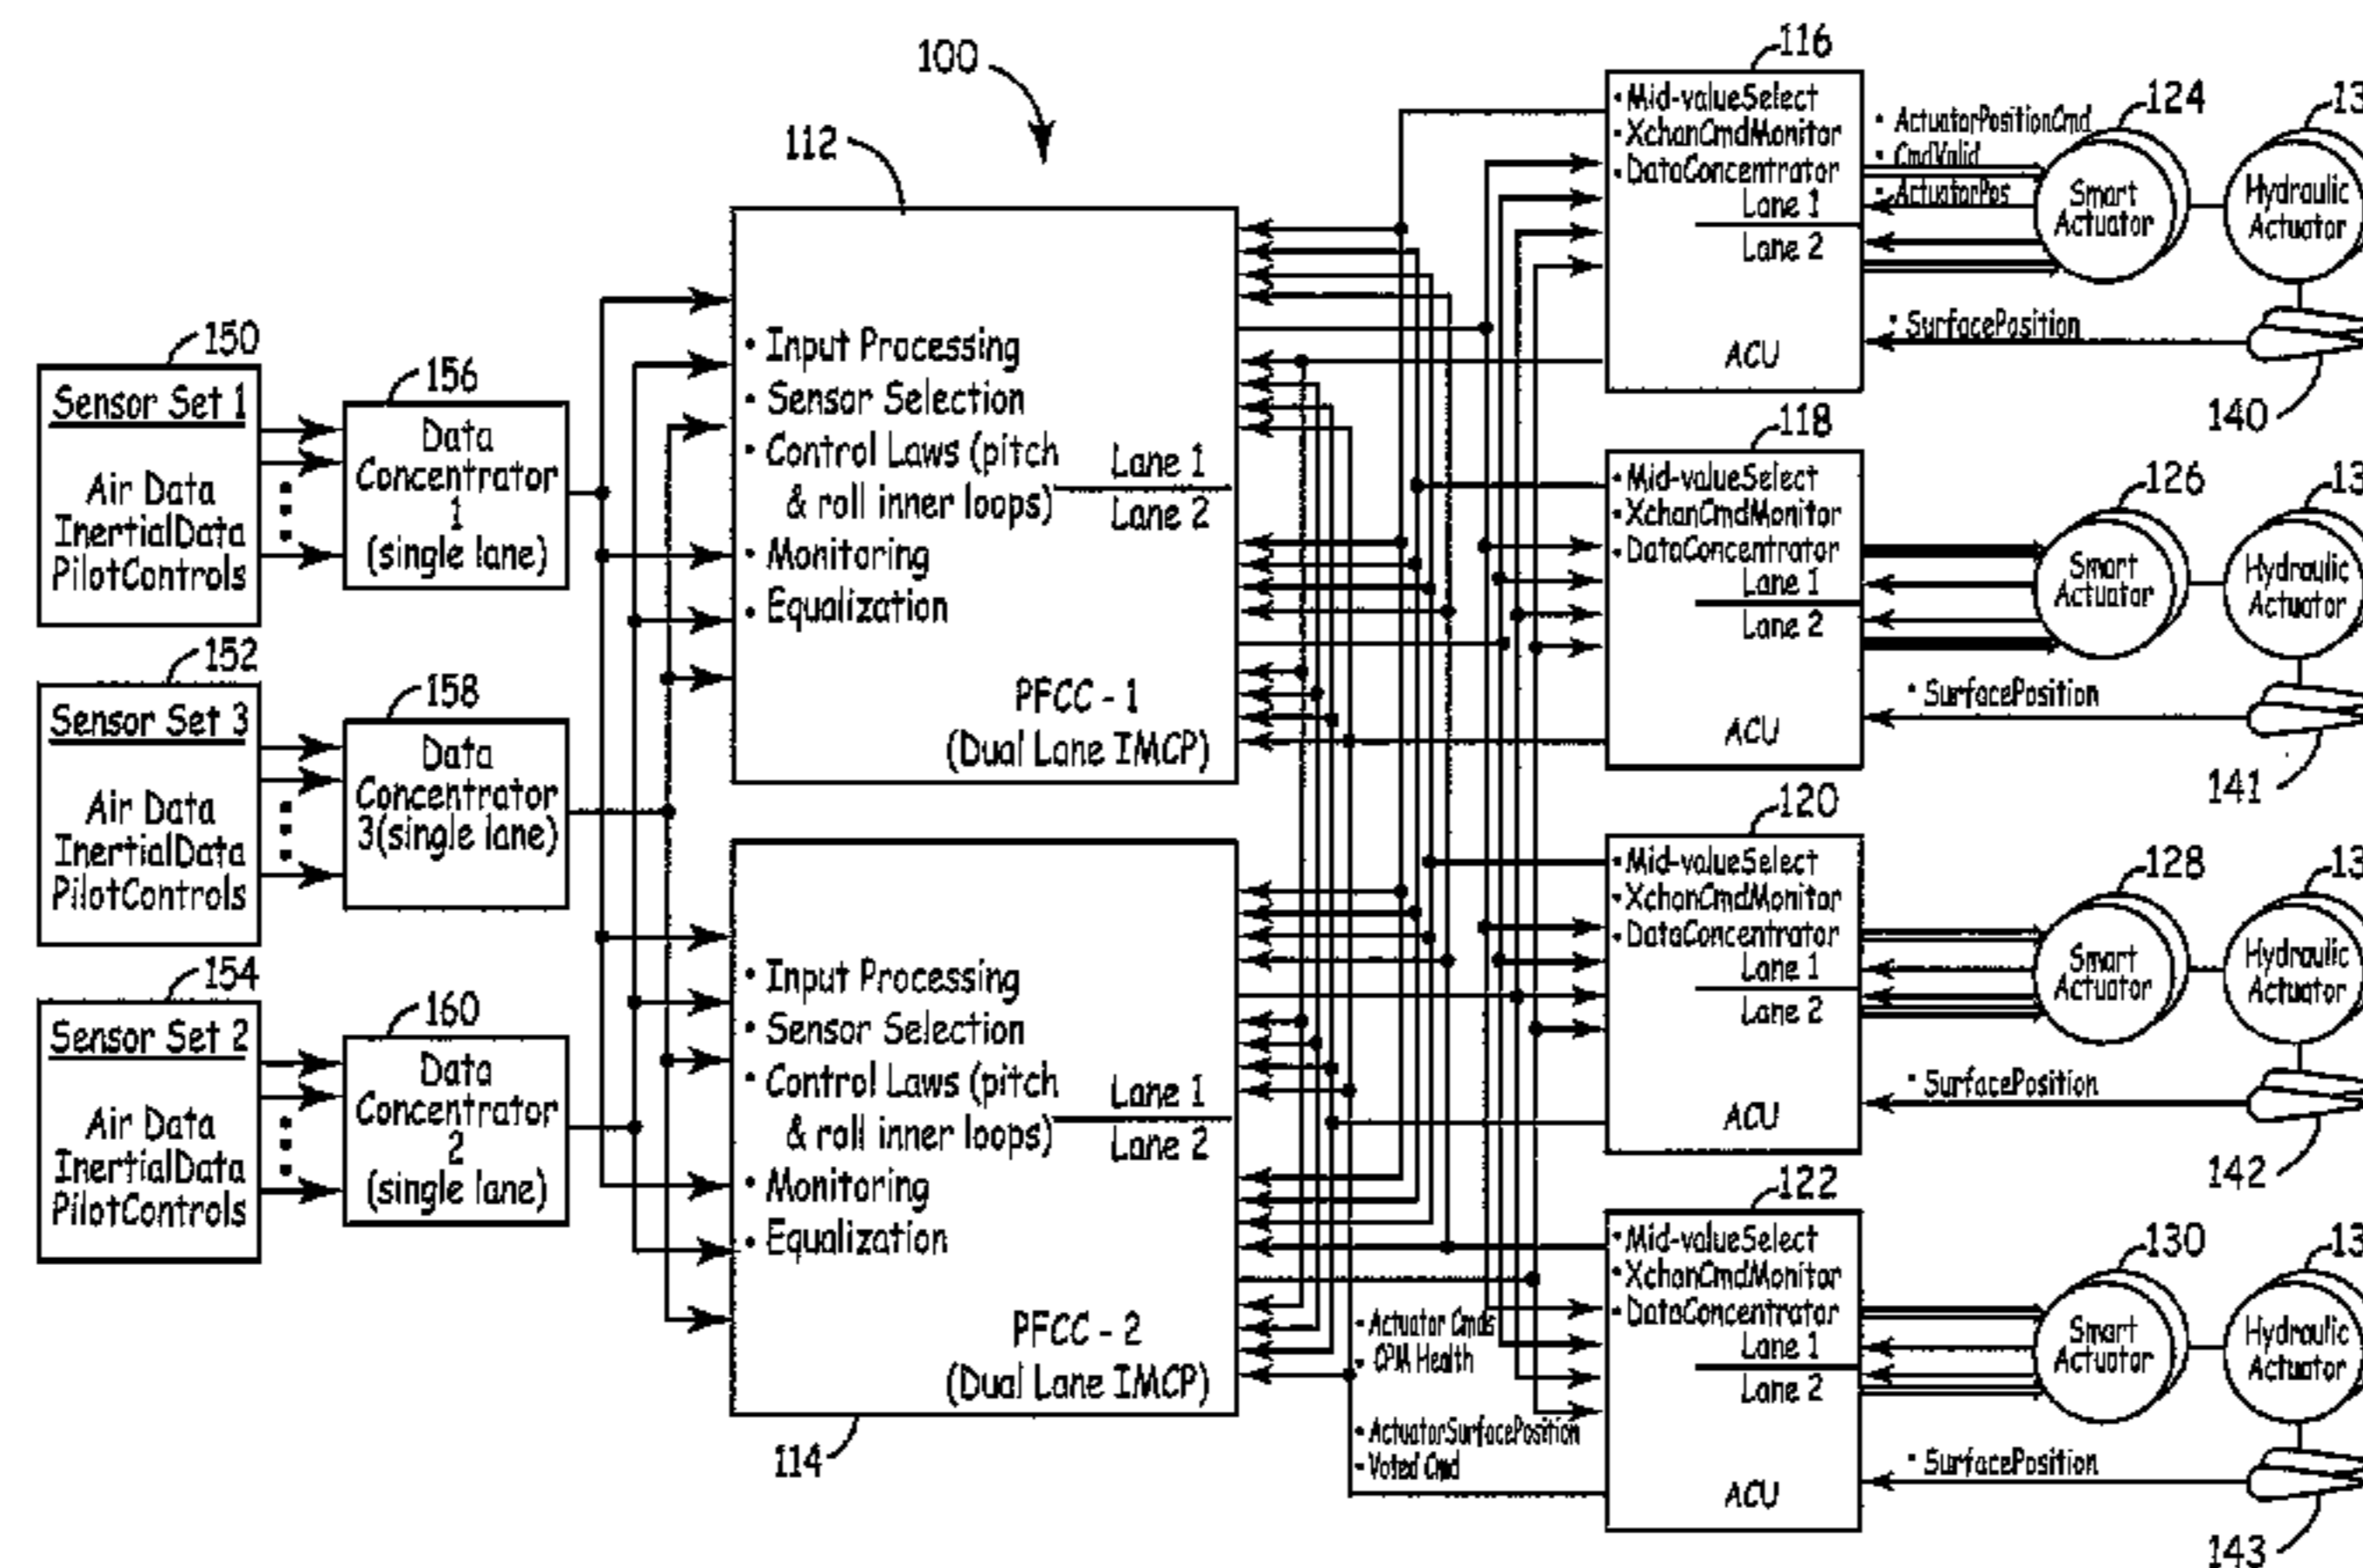 100
112
150
Sensor Set 1
Air Data
InertialData
PilotControls
156
Data
Concentrator
1
(single lane)
152
Sensor Set 3
Air Data
InertialData
PilotControls
158
Data
Concentrator
3(single lane)
154
Sensor Set 2
Air Data
InertialData
PilotControls
160
Data
Concentrator
2
(single lane)
• Input Processing
• Sensor Selection
• Control Laws (pitch
& roll inner loops)
Lane 1
Lane 2
• Monitoring
• Equalization
PFCC - 1
(Dual Lane IMCP)
• Input Processing
• Sensor Selection
• Control Laws (pitch
& roll inner loops)
Lane 1
Lane 2
• Monitoring
• Equalization
PFCC - 2
(Dual Lane IMCP)
114
• Actuator Cmds
• CPM Health
• ActuatorSurfacePosition
• Voted Cmd
116
• Mid-valueSelect
• XchanCmdMonitor
• DataConcentrator
Lane 1
Lane 2
ACU
• ActuatorPositionCmd
• CmdValid
• ActuatorPos
• SurfacePosition
124
Smart
Actuator
13
Hydraulic
Actuator
140
118
• Mid-valueSelect
• XchanCmdMonitor
• DataConcentrator
Lane 1
Lane 2
ACU
• SurfacePosition
126
Smart
Actuator
13
Hydraulic
Actuator
141
120
• Mid-valueSelect
• XchanCmdMonitor
• DataConcentrator
Lane 1
Lane 2
ACU
• SurfacePosition
128
Smart
Actuator
13
Hydraulic
Actuator
142
122
• Mid-valueSelect
• XchanCmdMonitor
• DataConcentrator
Lane 1
Lane 2
ACU
• SurfacePosition
130
Smart
Actuator
13
Hydraulic
Actuator
143